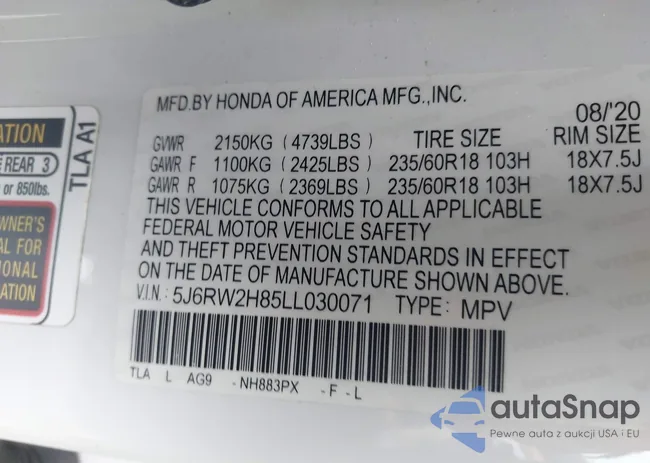 MFD.BY HONDA OF AMERICA MFG.,INC.
08/'20
GVWR 2150KG (4739LBS) TIRE SIZE RIM SIZE
GAWR F 1100KG (2425LBS) 235/60R18 103H 18X7.5J
GAWR R 1075KG (2369LBS) 235/60R18 103H 18X7.5J
THIS VEHICLE CONFORMS TO ALL APPLICABLE
FEDERAL MOTOR VEHICLE SAFETY
AND THEFT PREVENTION STANDARDS IN EFFECT
ON THE DATE OF MANUFACTURE SHOWN ABOVE.
V.I.N.: 5J6RW2H85LL030071 TYPE: MPV
TLA L AG9 -NH883PX -F-L
TLA A1
ATION
REAR 3
or 850lbs.
OWNER'S
AL FOR
IONAL
ATION
autaSnap
Pewne auta z aukcji USA i EU